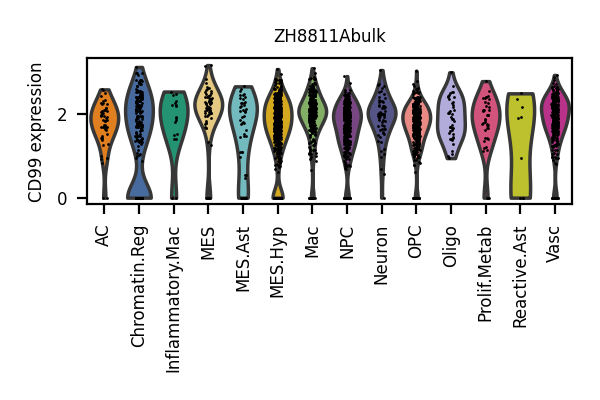 ZH8811Abulk
CD99 expression
2
0
AC
Chromatin.Reg
Inflammatory.Mac
MES
MES.Ast
MES.Hyp
Mac
NPC
Neuron
OPC
Oligo
Prolif.Metab
Reactive.Ast
Vasc